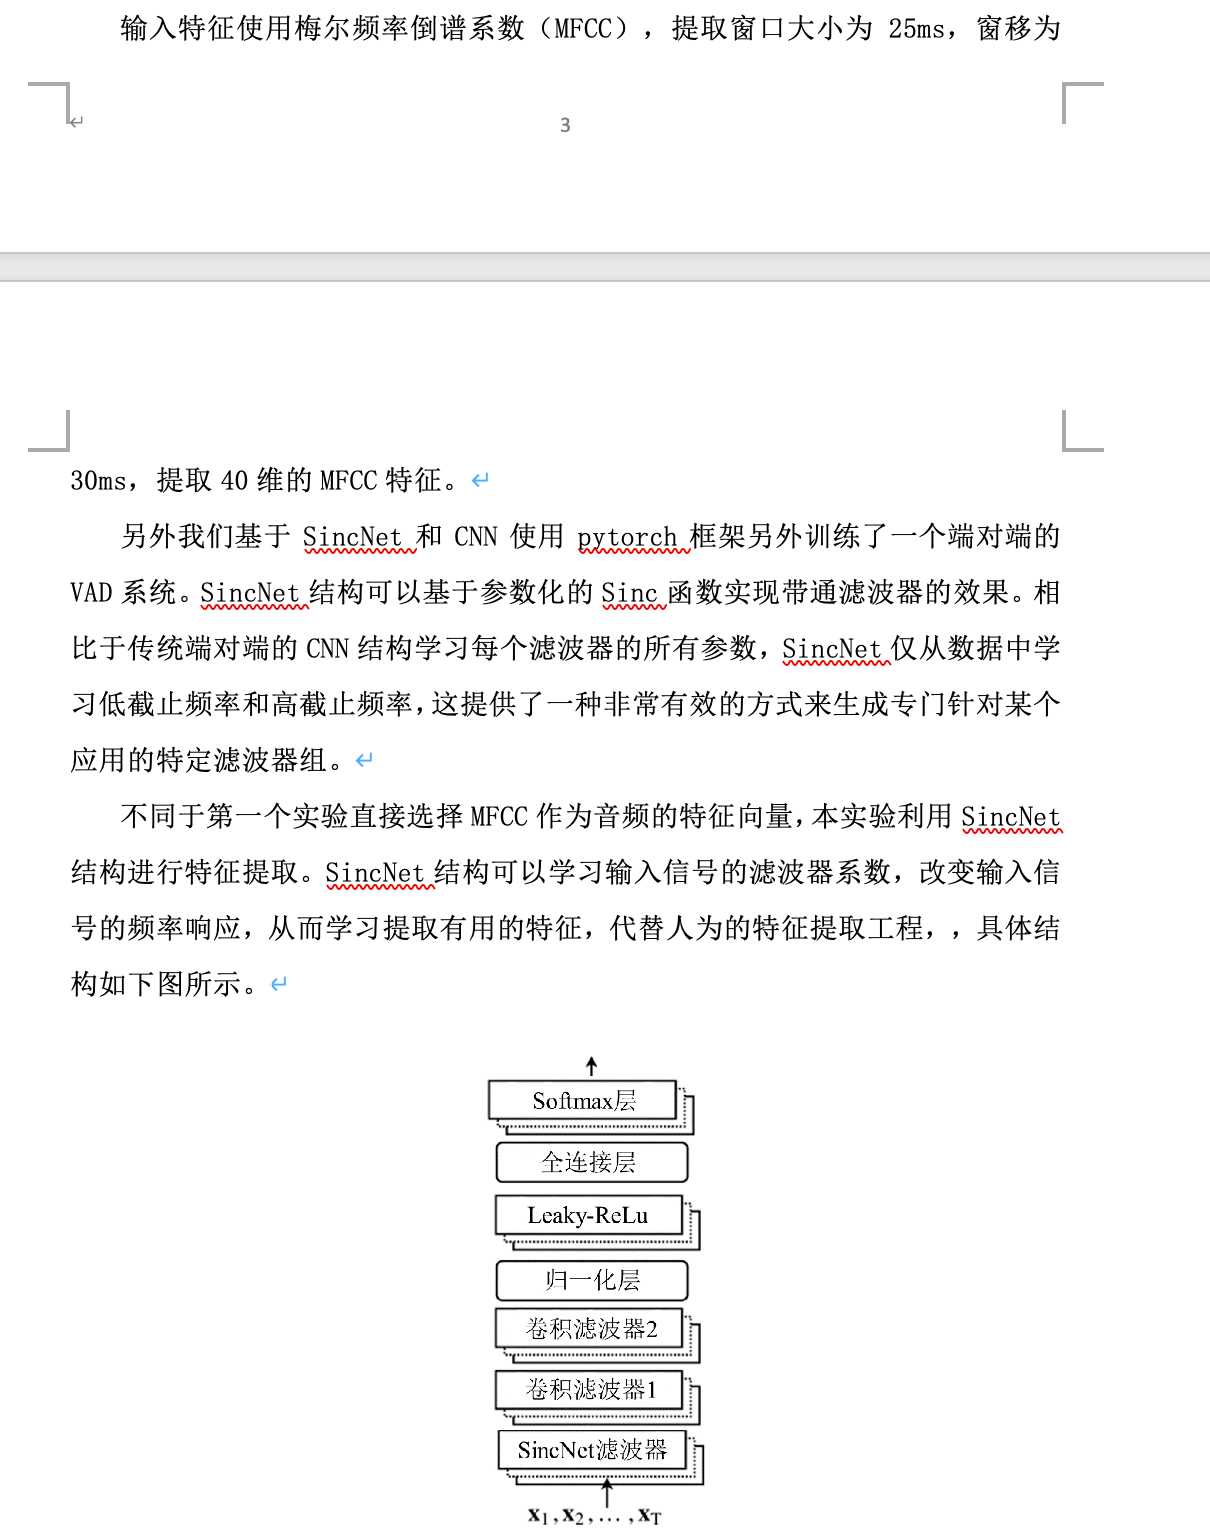 输入特征使用梅尔频率倒谱系数（MFCC），提取窗口大小为 25ms，窗移为
3
30ms，提取 40 维的 MFCC 特征。
另外我们基于 SincNet 和 CNN 使用 pytorch 框架另外训练了一个端对端的
VAD 系统。SincNet 结构可以基于参数化的 Sinc 函数实现带通滤波器的效果。相
比于传统端对端的 CNN 结构学习每个滤波器的所有参数，SincNet 仅从数据中学
习低截止频率和高截止频率，这提供了一种非常有效的方式来生成专门针对某个
应用的特定滤波器组。
不同于第一个实验直接选择 MFCC 作为音频的特征向量，本实验利用 SincNet
结构进行特征提取。SincNet 结构可以学习输入信号的滤波器系数，改变输入信
号的频率响应，从而学习提取有用的特征，代替人为的特征提取工程，，具体结
构如下图所示。
Softmax层
全连接层
Leaky-ReLu
归一化层
卷积滤波器2
卷积滤波器1
SincNet滤波器
x1,x2,...,xT